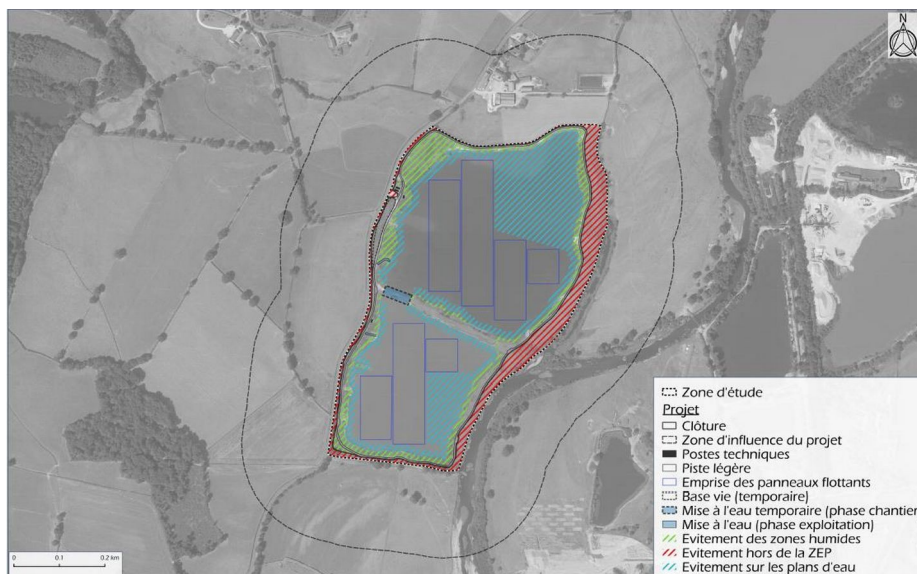 N
Zone d'étude
Projet
Clôture
Zone d'influence du projet
Postes techniques
Piste légère
Emprise des panneaux flottants
Base vie (temporaire)
Mise à l'eau temporaire (phase chantier
Mise à l'eau (phase exploitation)
Evitement des zones humides
Evitement hors de la ZEP
Evitement sur les plans d'eau
0 0.1 0.2 km